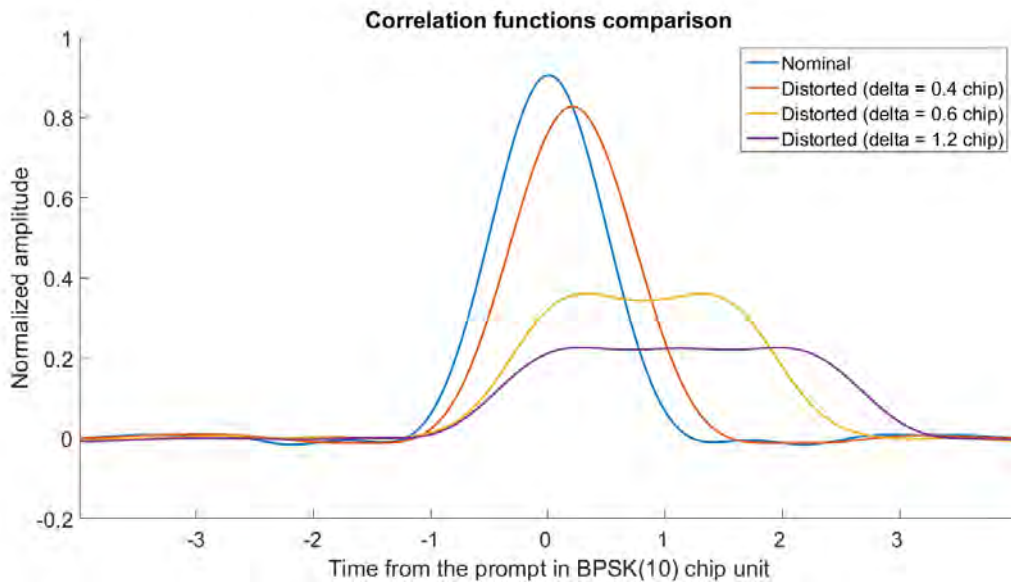 Correlation functions comparison
1
0.8
0.6
0.4
0.2
0
-0.2
Normalized amplitude
Nominal
Distorted (delta = 0.4 chip)
Distorted (delta = 0.6 chip)
Distorted (delta = 1.2 chip)
-3 -2 -1 0 1 2 3
Time from the prompt in BPSK(10) chip unit